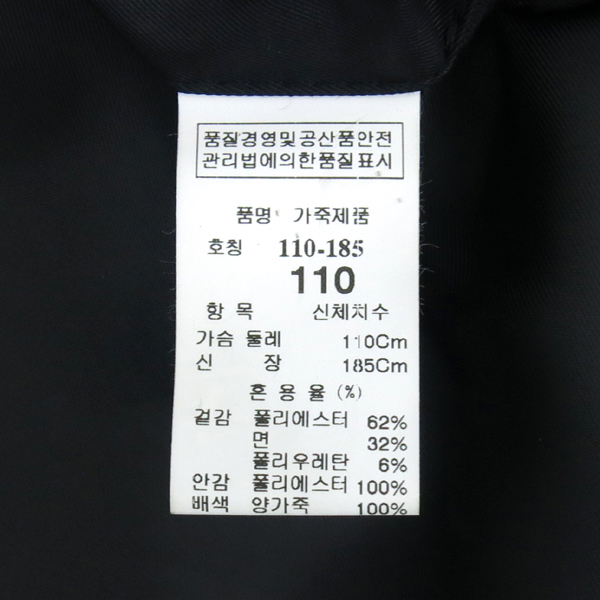 품질경영및공산품안전
관리법에의한품질표시
품명 가죽제품
호칭 110-185
110
항 목 신체치수
가슴 둘레 110Cm
신 장 185Cm
혼 용 율 (%)
겉감 폴리에스터 62%
면 32%
폴리우레탄 6%
안감 폴리에스터 100%
배색 양가죽 100%